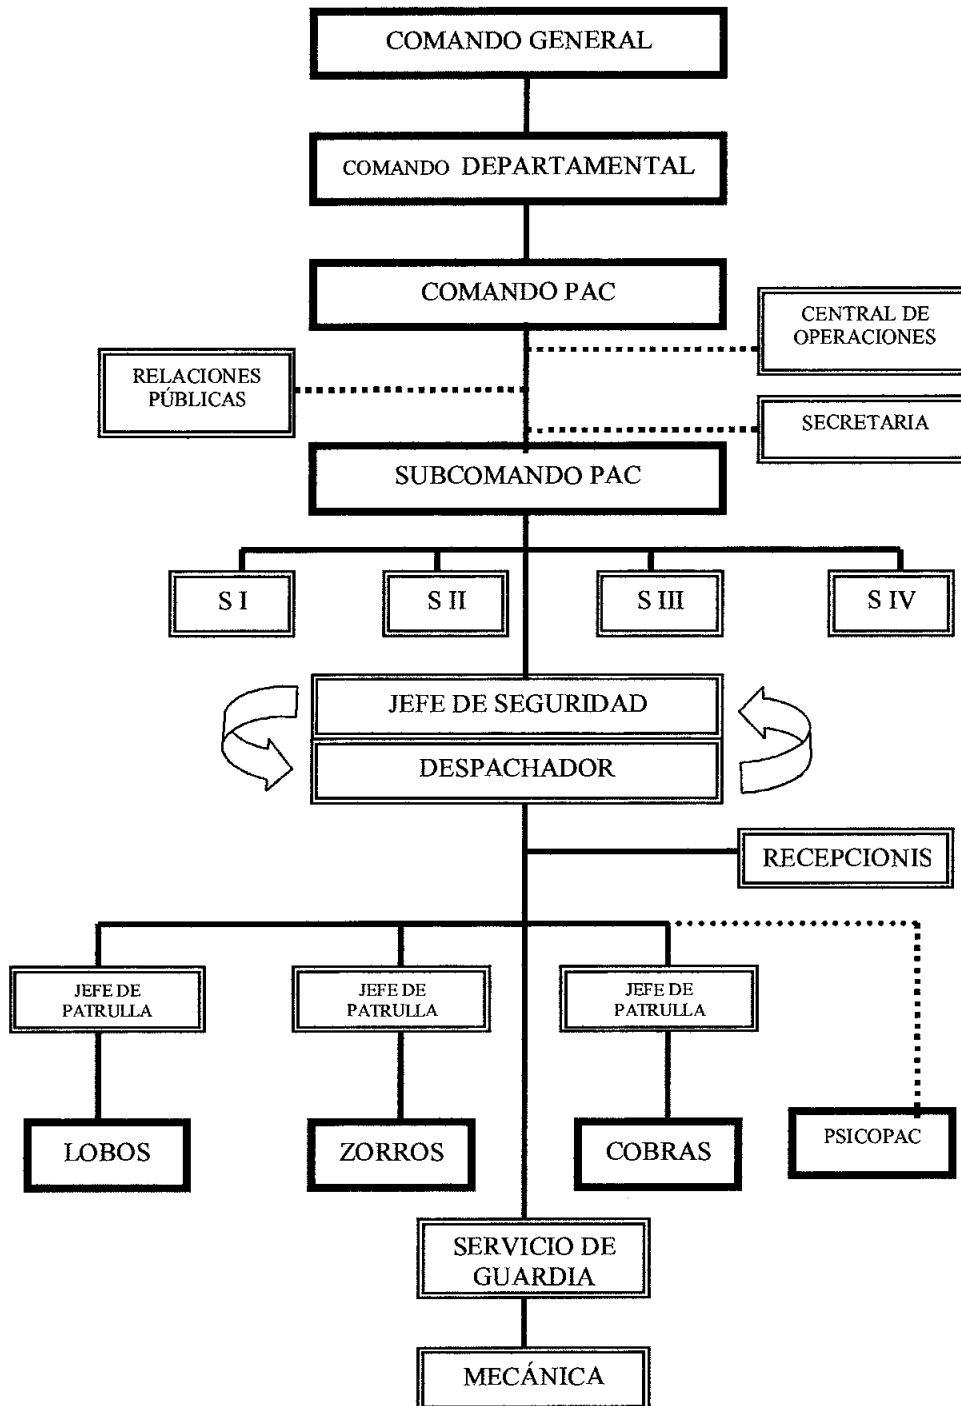 COMANDO GENERAL
COMANDO DEPARTAMENTAL
COMANDO PAC
CENTRAL DE
OPERACIONES
RELACIONES
PÚBLICAS
SECRETARIA
SUBCOMANDO PAC
S I
S II
S III
S IV
JEFE DE SEGURIDAD
DESPACHADOR
RECEPCIONIS
JEFE DE
PATRULLA
JEFE DE
PATRULLA
JEFE DE
PATRULLA
LOBOS
ZORROS
COBRAS
PSICOPAC
SERVICIO DE
GUARDIA
MECÁNICA